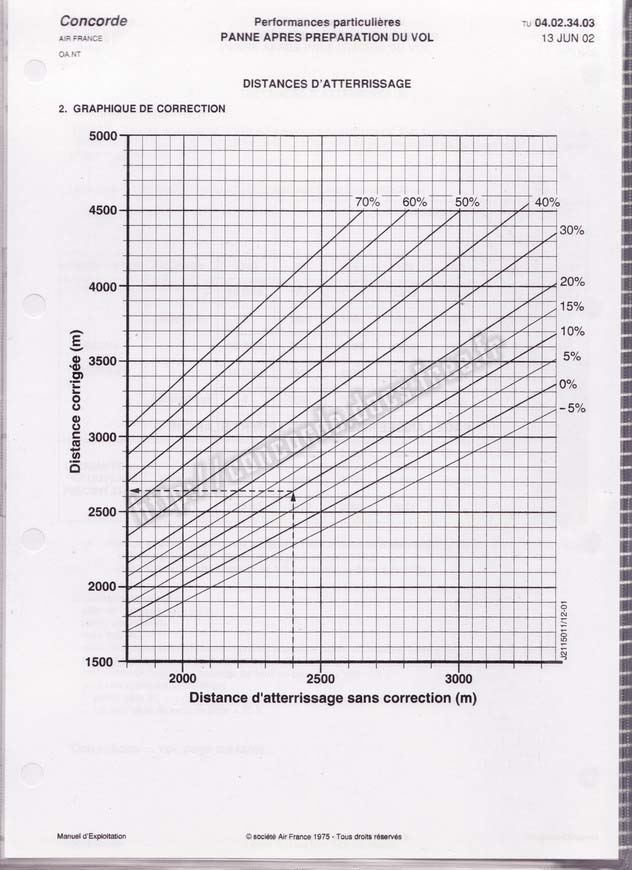 Concorde
Performances particulières
TU 04.02.34.03
AIR FRANCE
PANNE APRES PREPARATION DU VOL
13 JUN 02
OA.NT
DISTANCES D'ATTERRISSAGE
2. GRAPHIQUE DE CORRECTION
5000
4500
4000
3500
3000
2500
2000
1500
Distance corrigée (m)
70%
60%
50%
40%
30%
20%
15%
10%
5%
0%
-5%
J2115011/12-01
2000
2500
3000
Distance d'atterrissage sans correction (m)
Manuel d'Exploitation
© société Air France 1975 - Tous droits réservés